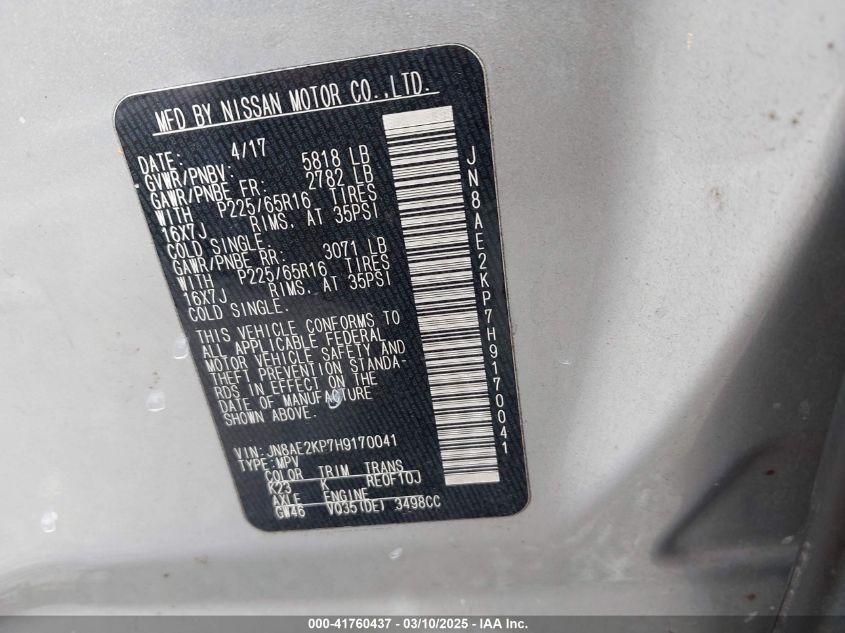 MFD BY NISSAN MOTOR CO.,LTD.
DATE: 4/17
GVWR/PNBV: 5818 LB
GAWR/PNBE FR: 2782 LB
WITH P225/65R16 TIRES
16X7J RIMS, AT 35PSI
COLD SINGLE.
GAWR/PNBE RR: 3071 LB
WITH P225/65R16 TIRES
16X7J RIMS, AT 35PSI
COLD SINGLE.
THIS VEHICLE CONFORMS TO
ALL APPLICABLE FEDERAL
MOTOR VEHICLE SAFETY AND
THEFT PREVENTION STANDA-
RDS IN EFFECT ON THE
DATE OF MANUFACTURE
SHOWN ABOVE.
VIN: JN8AE2KP7H9170041
TYPE: MPV
COLOR TRIM TRANS
K23 K RE0F10J
AXLE ENGINE
GW46 VQ35(DE) 3498CC
JN8AE2KP7H9170041
000-41760437 - 03/10/2025 - IAA Inc.